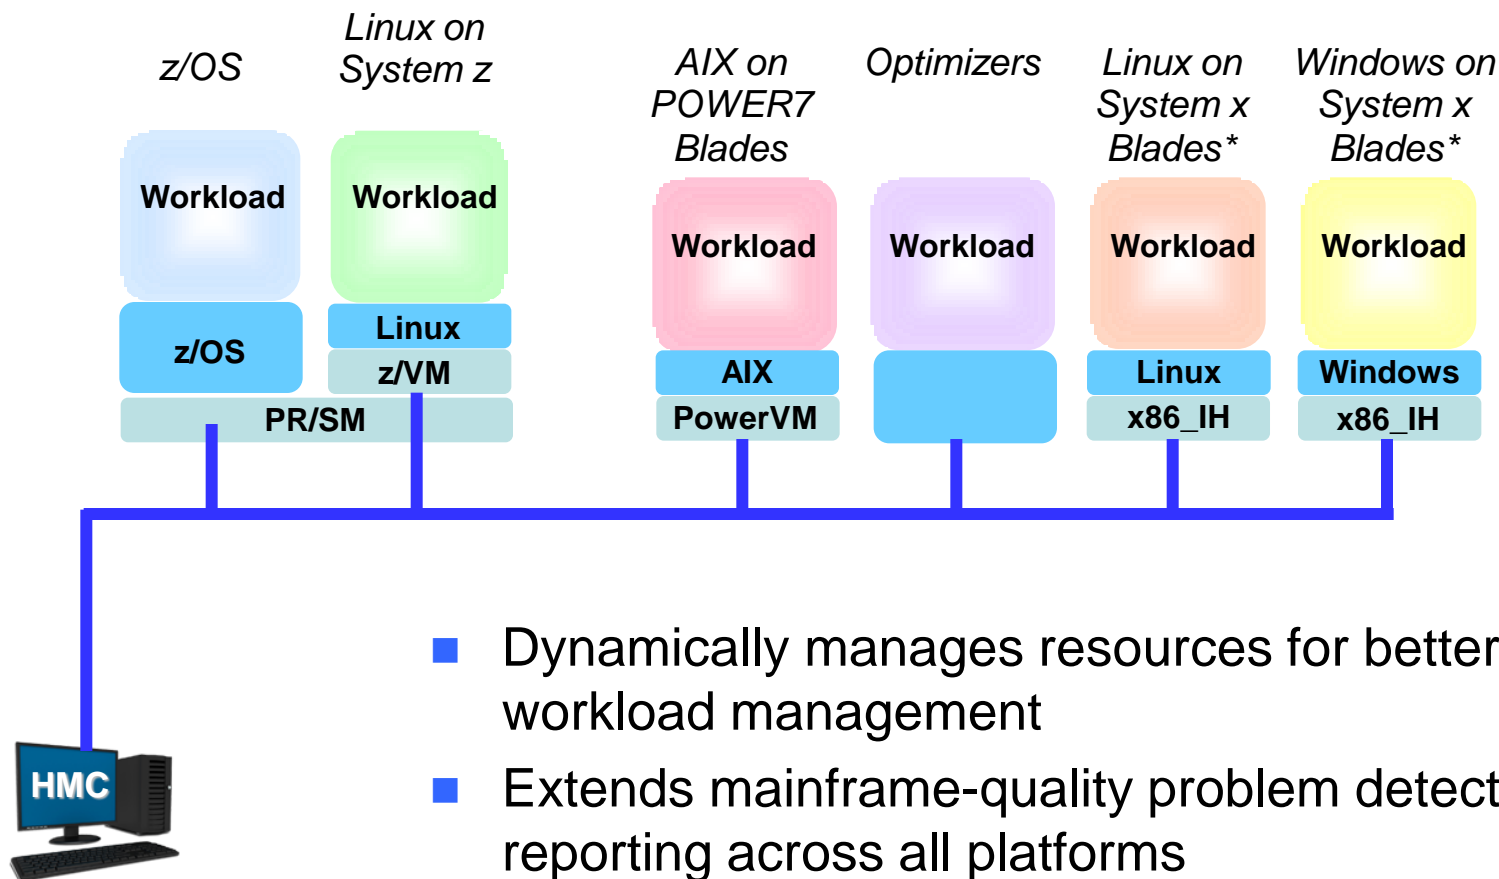 z/OS
Linux on
System z
AIX on
POWER7
Blades
Optimizers
Linux on
System x
Blades*
Windows on
System x
Blades*
Workload
Workload
Workload
Workload
Workload
Workload
z/OS
Linux
z/VM
PR/SM
AIX
PowerVM
Linux
x86_IH
Windows
x86_IH
HMC
Dynamically manages resources for better
workload management
Extends mainframe-quality problem detect
reporting across all platforms